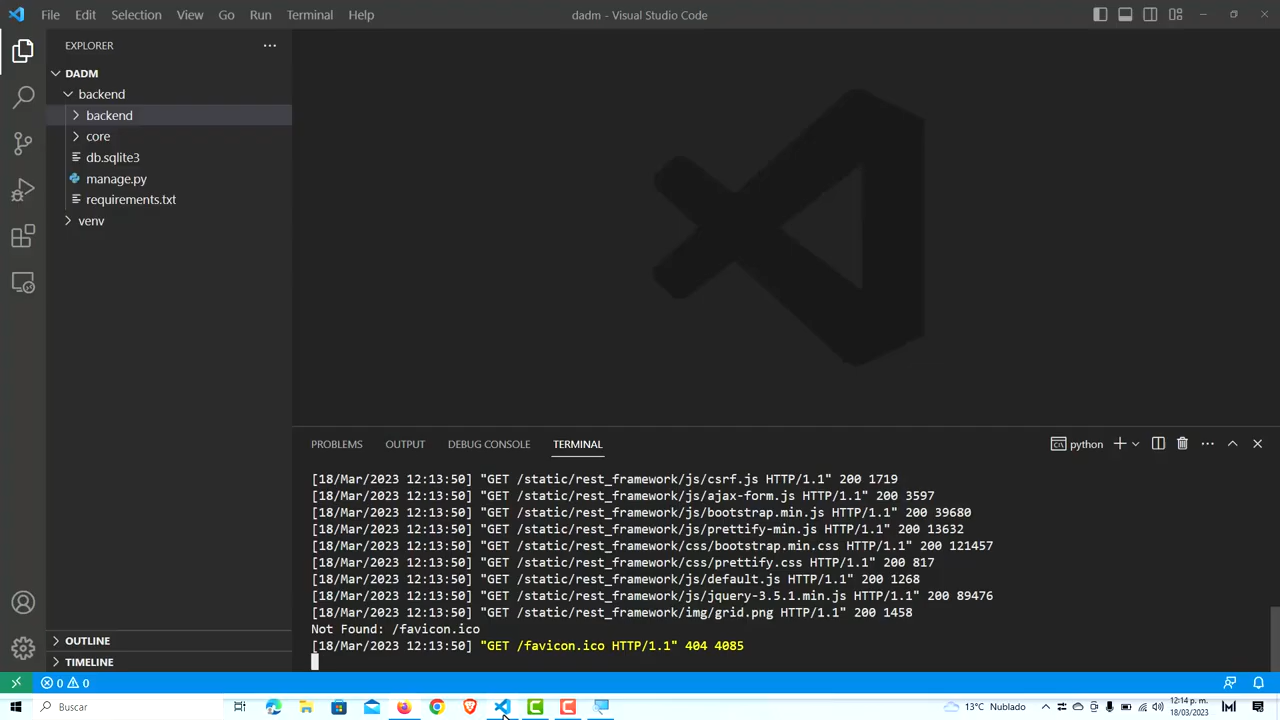 File Edit Selection View Go Run Terminal Help
dadm - Visual Studio Code
EXPLORER
DADM
backend
backend
core
db.sqlite3
manage.py
requirements.txt
venv
OUTLINE
TIMELINE
PROBLEMS OUTPUT DEBUG CONSOLE TERMINAL
python
[18/Mar/2023 12:13:50] "GET /static/rest_framework/js/csrf.js HTTP/1.1" 200 1719
[18/Mar/2023 12:13:50] "GET /static/rest_framework/js/ajax-form.js HTTP/1.1" 200 3597
[18/Mar/2023 12:13:50] "GET /static/rest_framework/js/bootstrap.min.js HTTP/1.1" 200 39680
[18/Mar/2023 12:13:50] "GET /static/rest_framework/js/prettify-min.js HTTP/1.1" 200 13632
[18/Mar/2023 12:13:50] "GET /static/rest_framework/css/bootstrap.min.css HTTP/1.1" 200 121457
[18/Mar/2023 12:13:50] "GET /static/rest_framework/css/prettify.css HTTP/1.1" 200 817
[18/Mar/2023 12:13:50] "GET /static/rest_framework/js/default.js HTTP/1.1" 200 1268
[18/Mar/2023 12:13:50] "GET /static/rest_framework/js/jquery-3.5.1.min.js HTTP/1.1" 200 89476
[18/Mar/2023 12:13:50] "GET /static/rest_framework/img/grid.png HTTP/1.1" 200 1458
Not Found: /favicon.ico
[18/Mar/2023 12:13:50] "GET /favicon.ico HTTP/1.1" 404 4085
0 0
Buscar
13°C Nublado
12:14 p. m.
18/03/2023